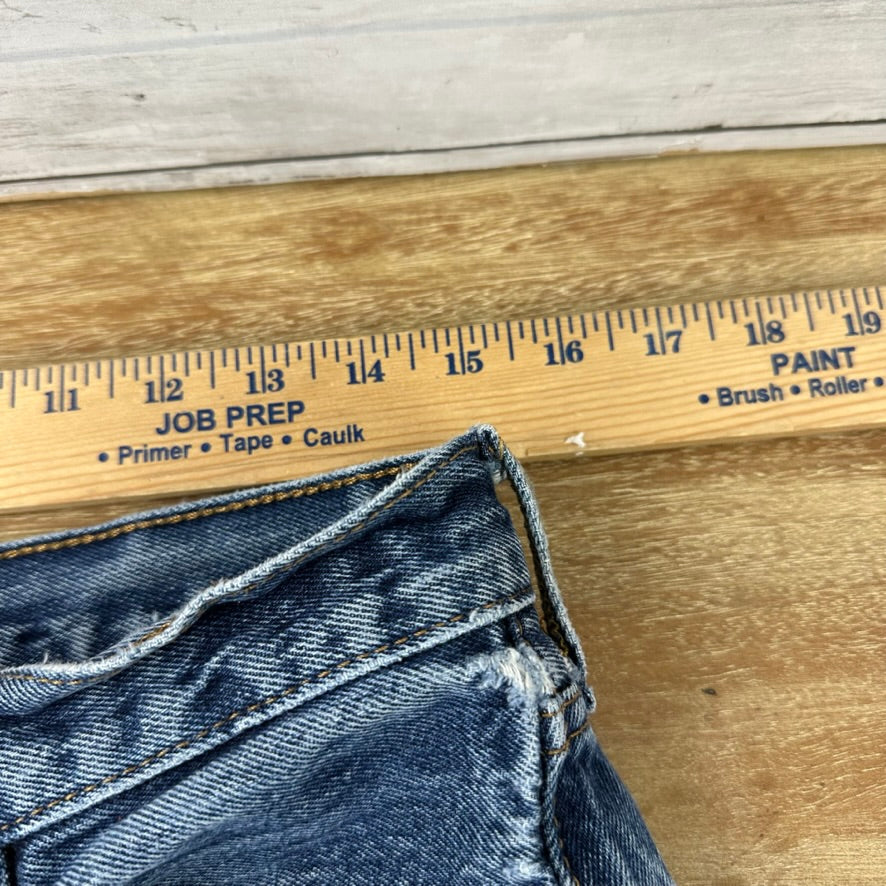 11 12 13 14 15 16 17 18 19
JOB PREP
• Primer • Tape • Caulk
PAINT
• Brush • Roller •